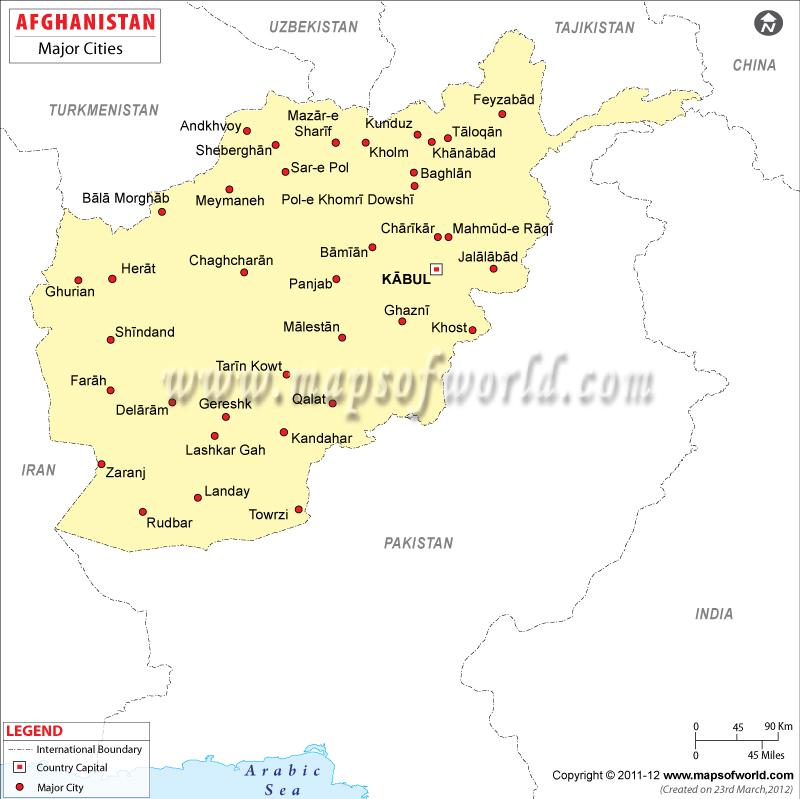 AFGHANISTAN
Major Cities
UZBEKISTAN
TAJIKISTAN
N
CHINA
TURKMENISTAN
Feyzabād
Andkhvoy
Mazār-e
Sharīf
Kunduz
Tāloqān
Sheberghān
Kholm
Khānābād
Sar-e Pol
Baghlān
Bālā Morghāb
Meymaneh
Pol-e Khomrī Dowshī
Chārīkār
Mahmūd-e Rāqī
Bāmīān
Jalālābād
Chaghcharān
Herāt
Panjab
KĀBUL
Ghurian
Ghaznī
Mālestān
Khost
Shīndand
Tarīn Kowt
www.mapsofworld.com
Farāh
Delārām
Gereshk
Qalat
Lashkar Gah
Kandahar
IRAN
Zaranj
Landay
Rudbar
Towrzi
PAKISTAN
INDIA
LEGEND
International Boundary
Country Capital
Major City
Arabic
Sea
0 45 90 Km
0 45 Miles
Copyright © 2011-12 www.mapsofworld.com
(Created on 23rd March,2012)